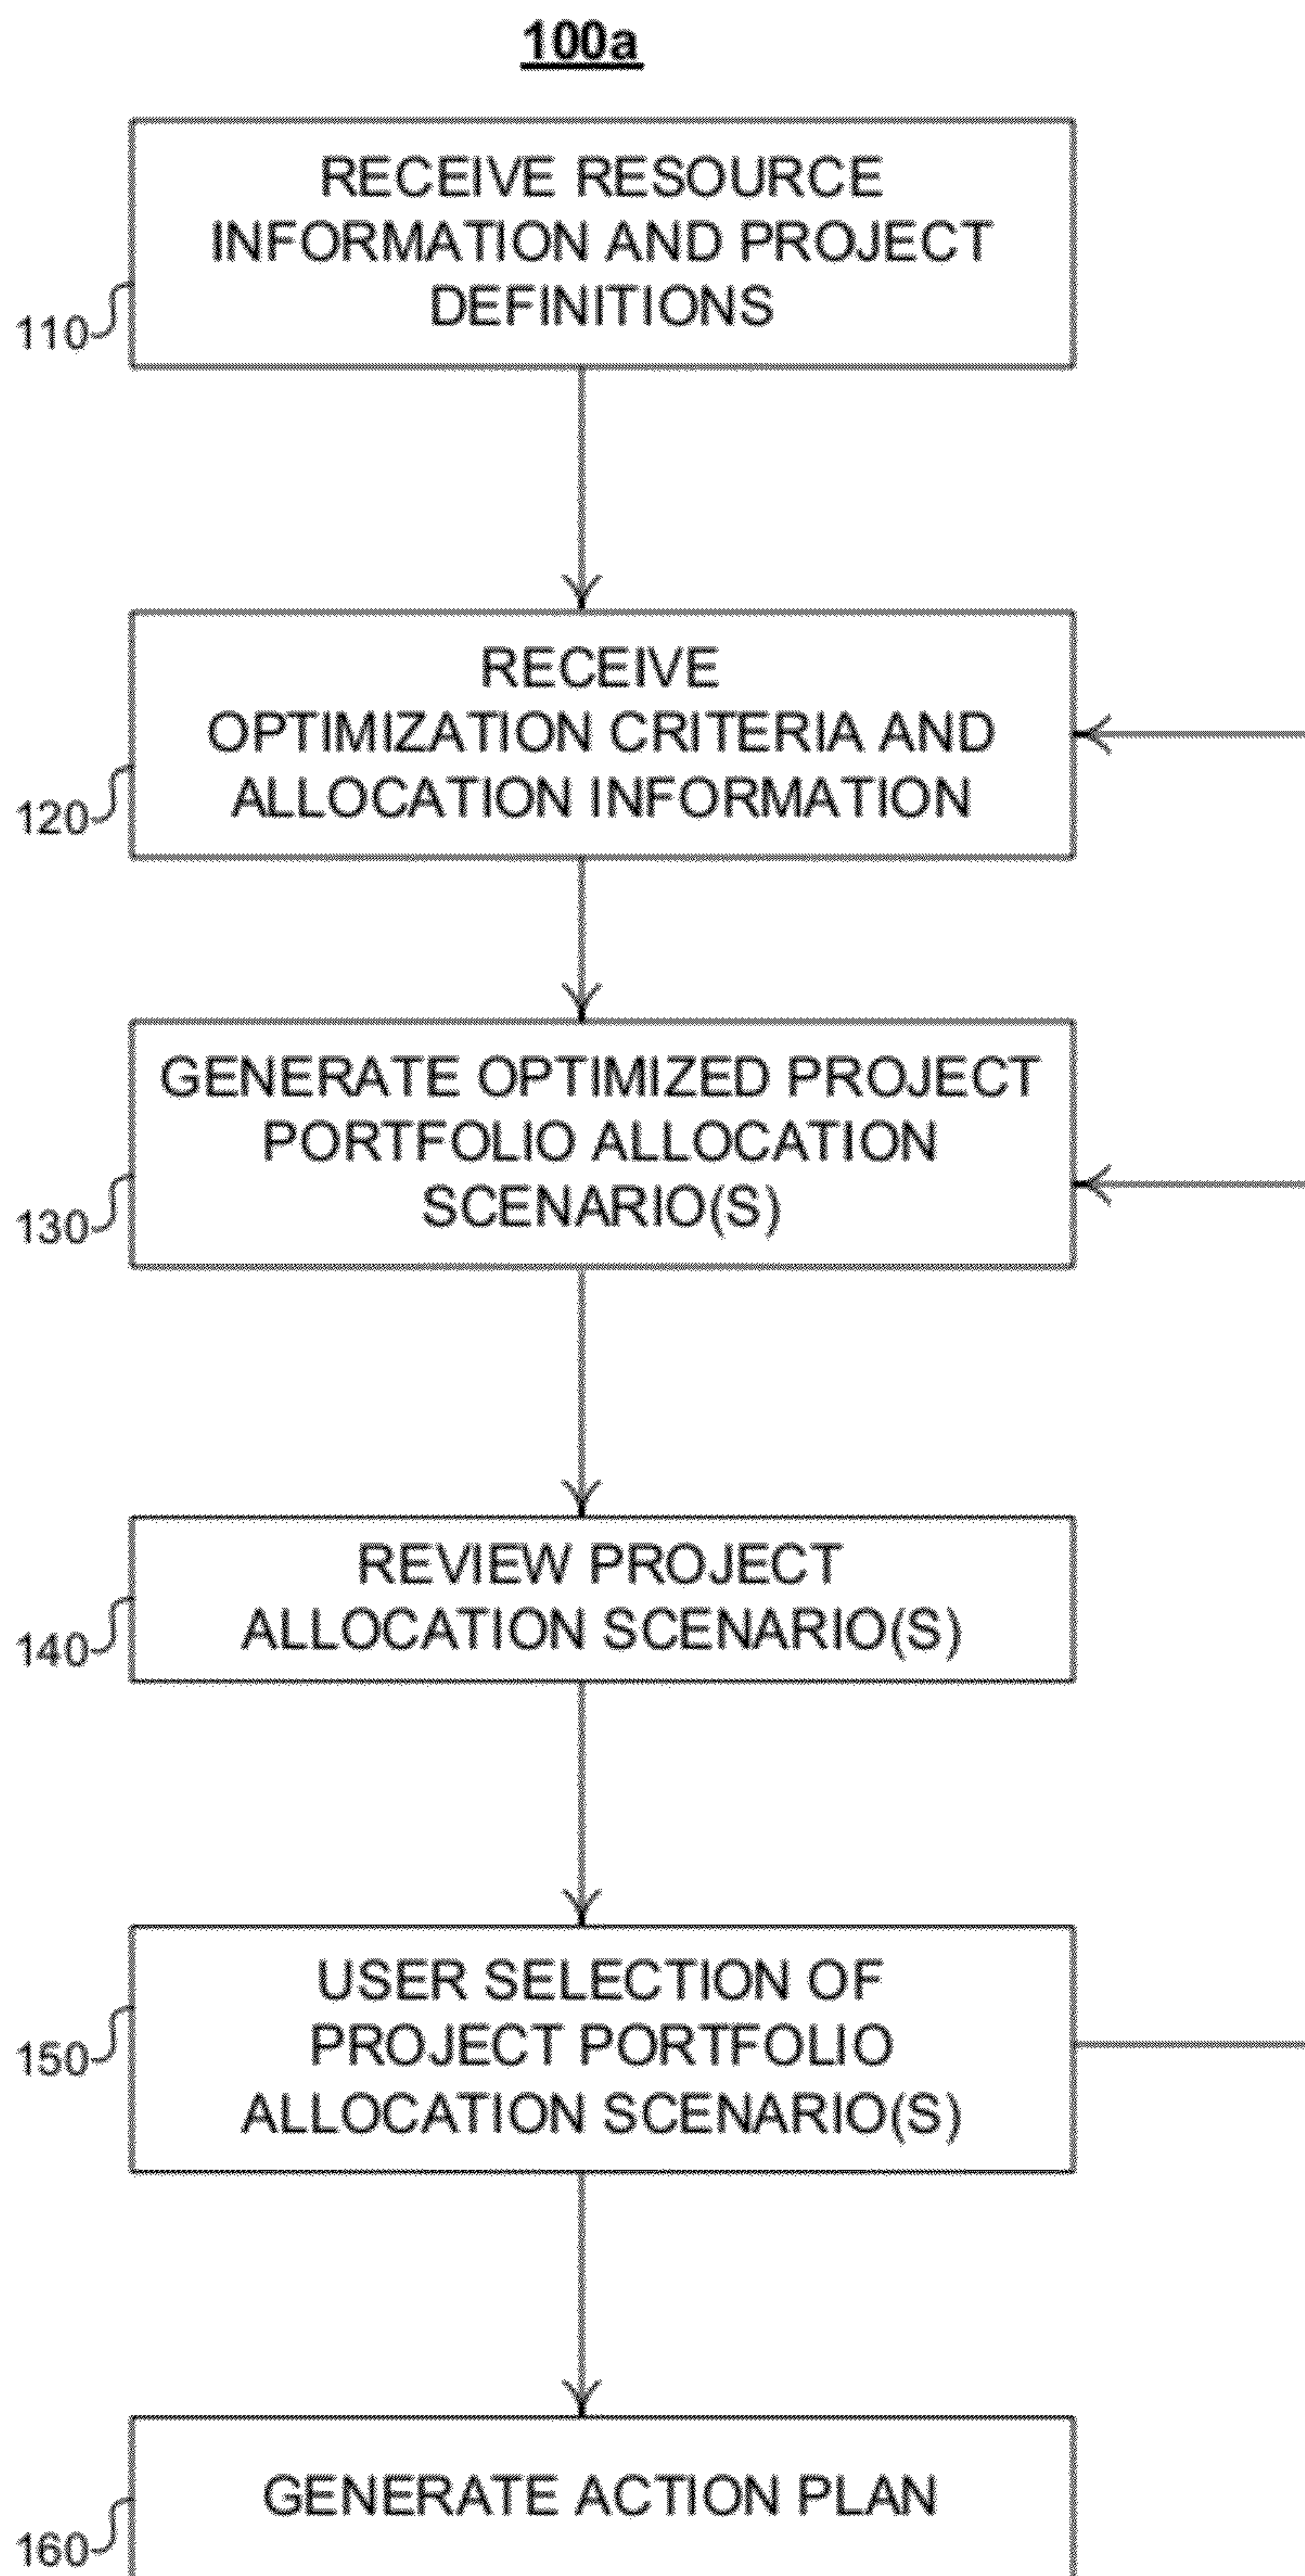 100a
RECEIVE RESOURCE
INFORMATION AND PROJECT
DEFINITIONS
110
RECEIVE
OPTIMIZATION CRITERIA AND
ALLOCATION INFORMATION
120
GENERATE OPTIMIZED PROJECT
PORTFOLIO ALLOCATION
SCENARIO(S)
130
REVIEW PROJECT
ALLOCATION SCENARIO(S)
140
USER SELECTION OF
PROJECT PORTFOLIO
ALLOCATION SCENARIO(S)
150
GENERATE ACTION PLAN
160